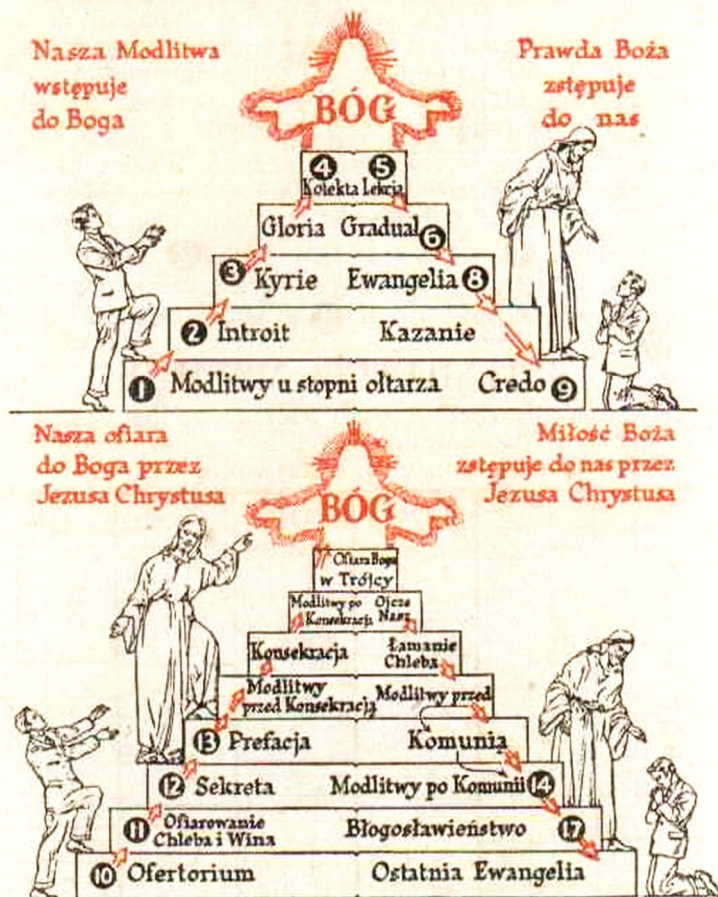 Nasza Modlitwa
wstępuje
do Boga
Prawda Boża
zstępuje
do nas
BÓG
4 5
Kolekta Lekcja
Gloria Graduał 6
3 Kyrie Ewangelia 8
2 Introit Kazanie
1 Modlitwy u stopni ołtarza Credo 9
Nasza ofiara
do Boga przez
Jezusa Chrystusa
Miłość Boża
zstępuje do nas przez
Jezusa Chrystusa
BÓG
Ofiara Boga
w Trójcy
Modlitwy po Ojcze
Konsekracji Nasz
Konsekracja Łamanie
Chleba
Modlitwy Modlitwy przed
przed Konsekracją
13 Prefacja Komunia
12 Sekreta Modlitwy po Komunii 14
11 Ofiarowanie Błogosławieństwo 17
Chleba i Wina
10 Ofertorium Ostatnia Ewangelia